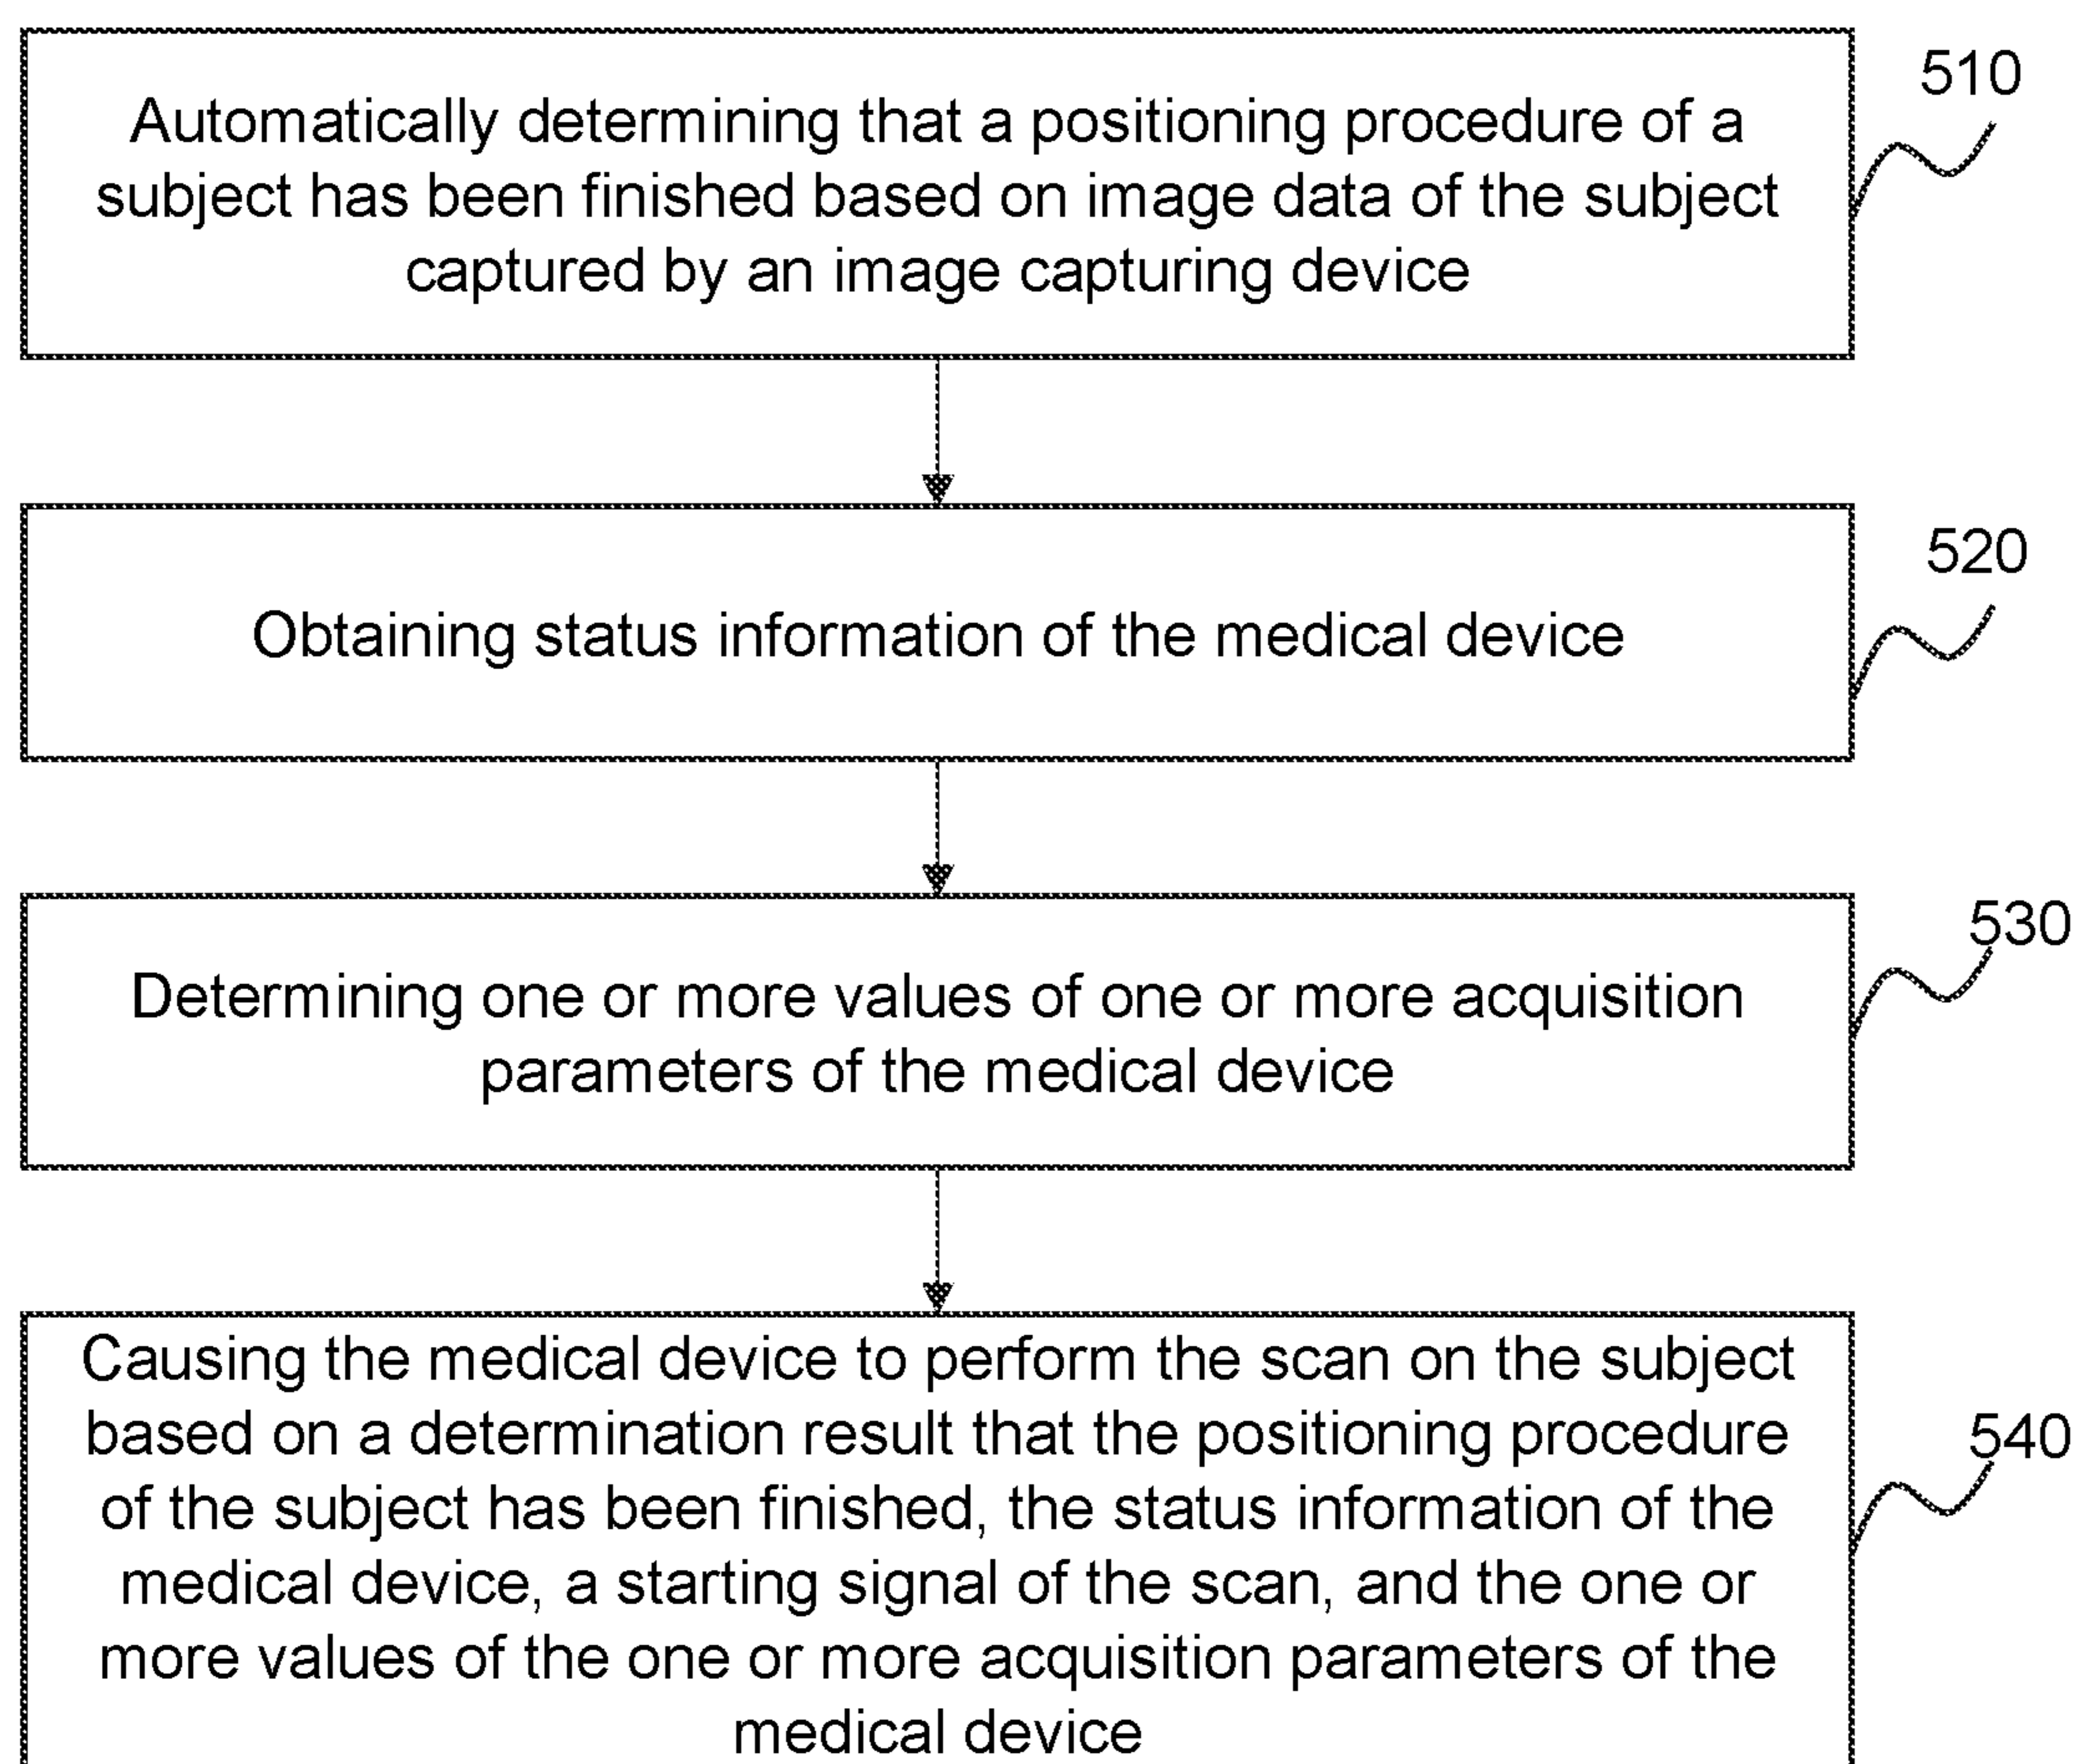 510
Automatically determining that a positioning procedure of a
subject has been finished based on image data of the subject
captured by an image capturing device
520
Obtaining status information of the medical device
530
Determining one or more values of one or more acquisition
parameters of the medical device
540
Causing the medical device to perform the scan on the subject
based on a determination result that the positioning procedure
of the subject has been finished, the status information of the
medical device, a starting signal of the scan, and the one or
more values of the one or more acquisition parameters of the
medical device